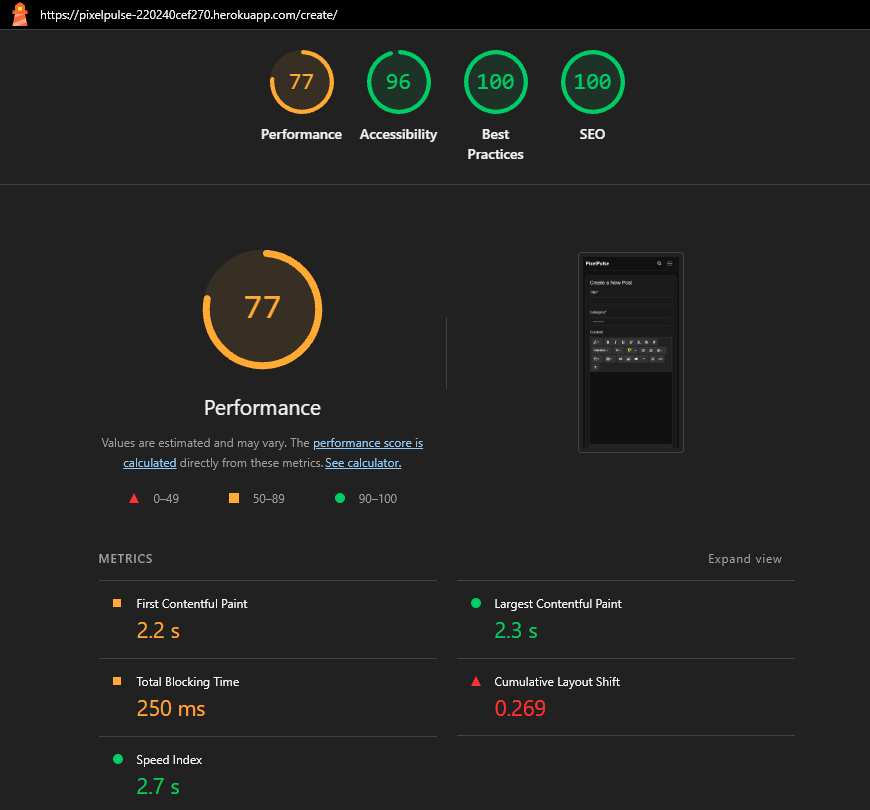 https://pixelpulse-220240cef270.herokuapp.com/create/
77
Performance
96
Accessibility
100
Best
Practices
100
SEO
77
Performance
Values are estimated and may vary. The performance score is
calculated directly from these metrics. See calculator.
0–49
50–89
90–100
PixelPulse
Create a New Post
Title*
Category*
Content
METRICS
Expand view
First Contentful Paint
2.2 s
Largest Contentful Paint
2.3 s
Total Blocking Time
250 ms
Cumulative Layout Shift
0.269
Speed Index
2.7 s